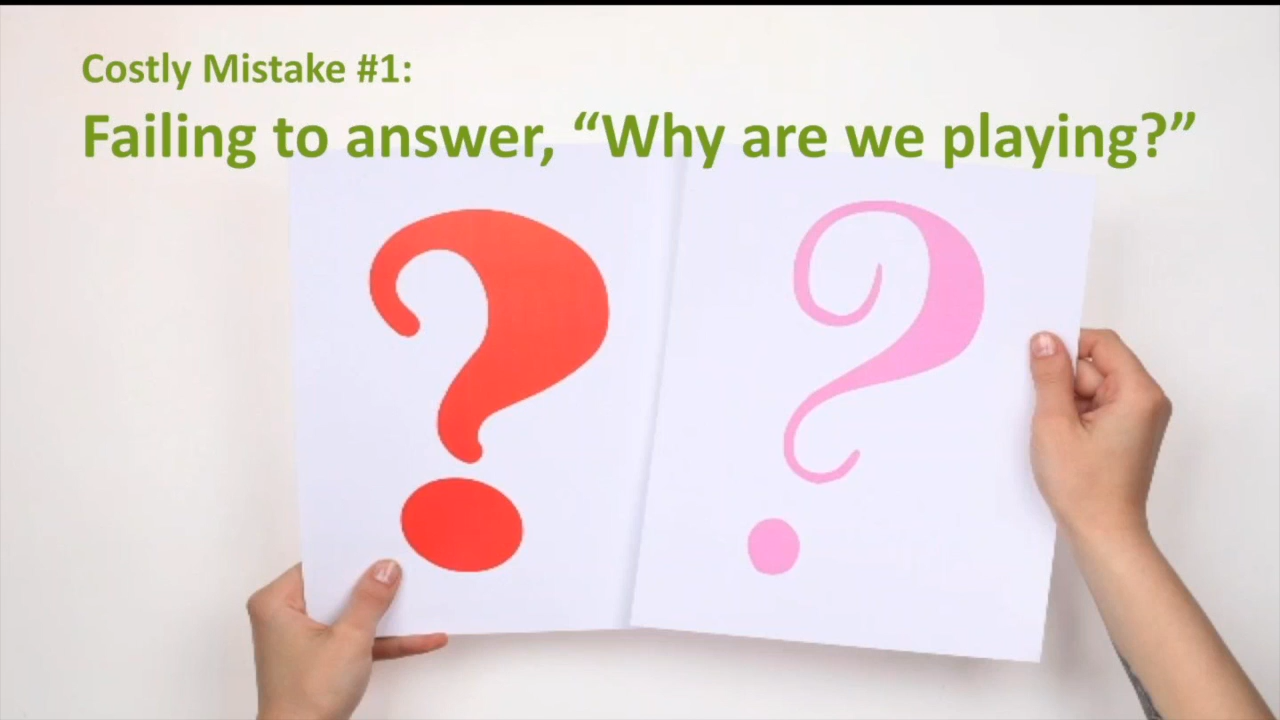 Costly Mistake #1:
Failing to answer, “Why are we playing?”
? ?